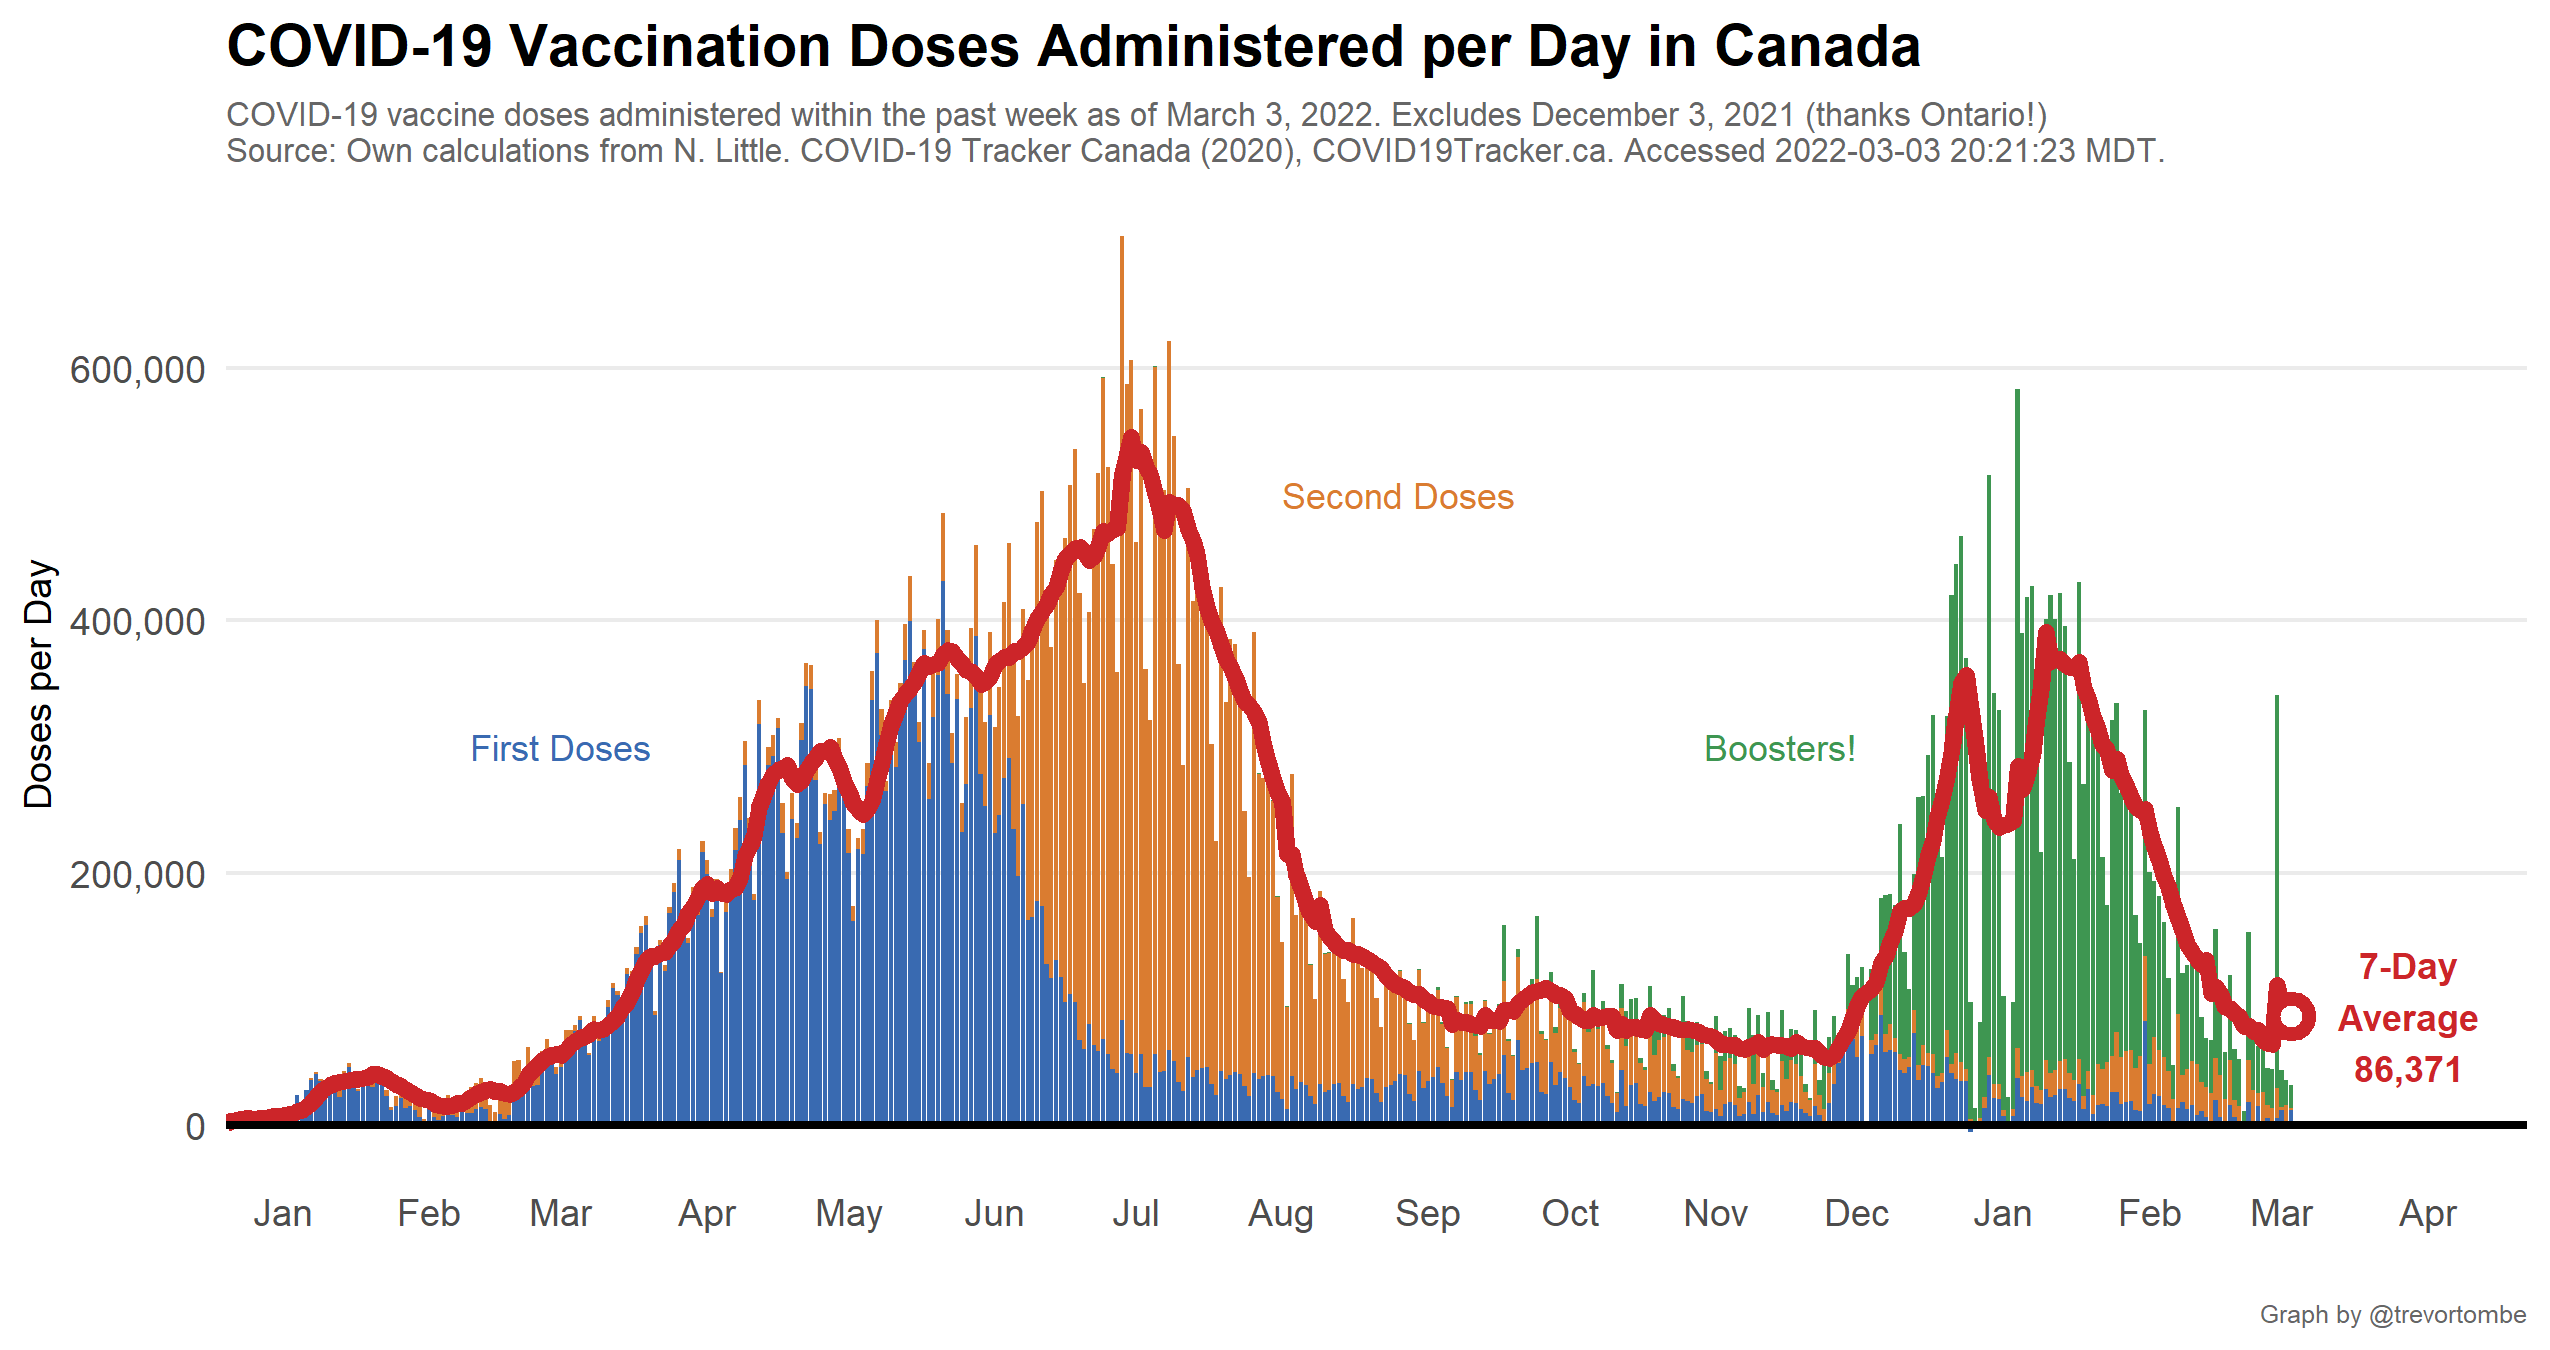 COVID-19 Vaccination Doses Administered per Day in Canada
COVID-19 vaccine doses administered within the past week as of March 3, 2022. Excludes December 3, 2021 (thanks Ontario!)
Source: Own calculations from N. Little. COVID-19 Tracker Canada (2020), COVID19Tracker.ca. Accessed 2022-03-03 20:21:23 MDT.
Doses per Day
600,000
400,000
200,000
0
First Doses
Second Doses
Boosters!
7-Day
Average
86,371
Jan Feb Mar Apr May Jun Jul Aug Sep Oct Nov Dec Jan Feb Mar Apr
Graph by @trevortombe